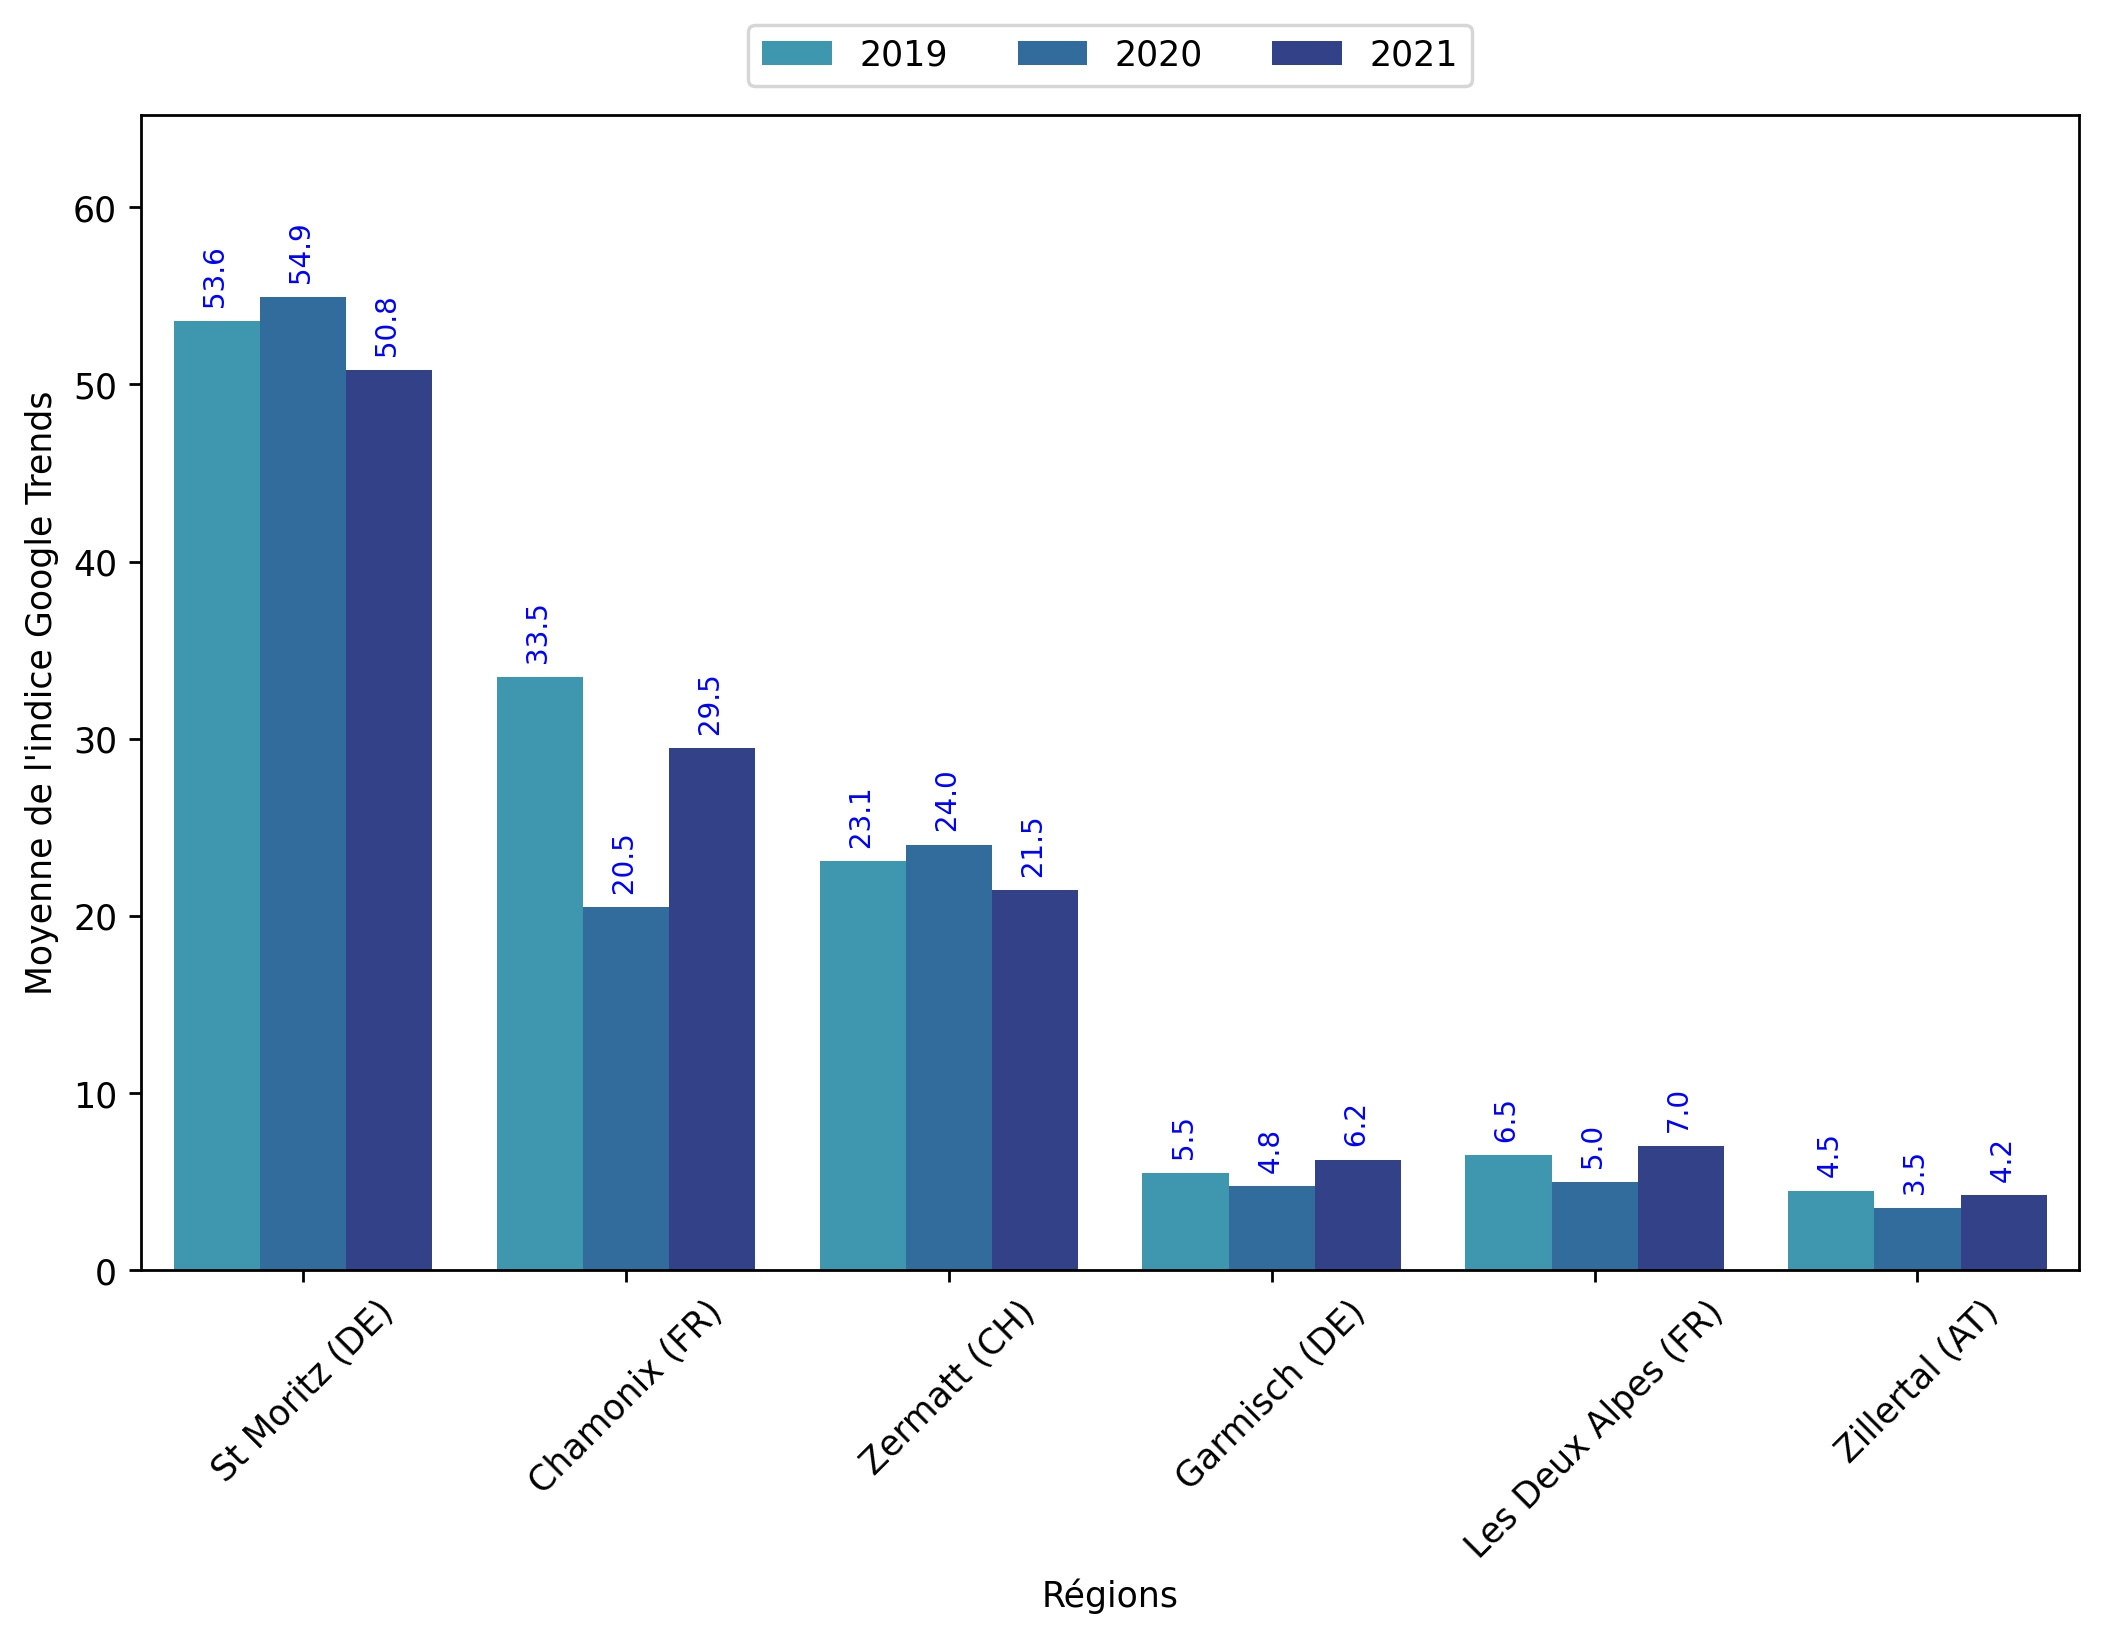 2019 2020 2021
Moyenne de l'indice Google Trends
60
50
40
30
20
10
0
53.6 54.9 50.8
33.5 20.5 29.5
23.1 24.0 21.5
5.5 4.8 6.2
6.5 5.0 7.0
4.5 3.5 4.2
St Moritz (DE)
Chamonix (FR)
Zermatt (CH)
Garmisch (DE)
Les Deux Alpes (FR)
Zillertal (AT)
Régions